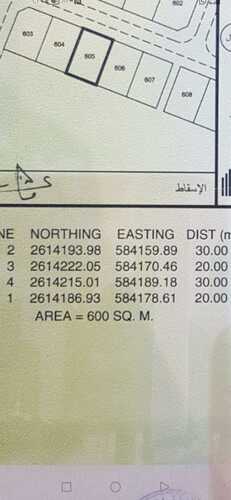 602
603
604
605
606
607
608
الإسقاط
NE NORTHING EASTING DIST (m
2 2614193.98 584159.89 30.00
3 2614222.05 584170.46 20.00
4 2614215.01 584189.18 30.00
1 2614186.93 584178.61 20.00
AREA = 600 SQ. M.